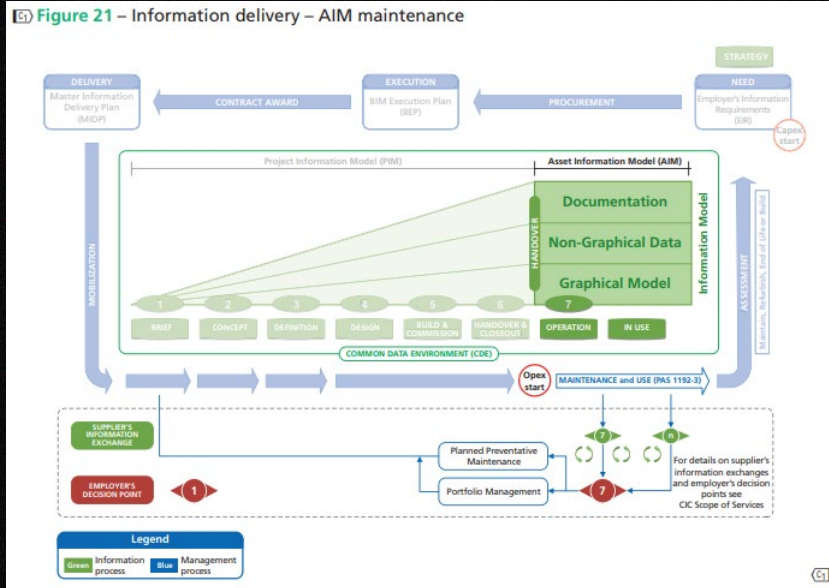 C1 Figure 21 – Information delivery – AIM maintenance
STRATEGY
DELIVERY
Master Information
Delivery Plan
(MIDP)
CONTRACT AWARD
EXECUTION
BIM Execution Plan
(BEP)
PROCUREMENT
NEED
Employer's Information
Requirements
(EIR)
Capex
start
Project Information Model (PIM)
Asset Information Model (AIM)
HANDOVER
Documentation
Non-Graphical Data
Graphical Model
Information Model
MOBILIZATION
ASSESSMENT
Maintain, Refurbish, End of Life or Build
1 2 3 4 5 6 7
BRIEF
CONCEPT
DEFINITION
DESIGN
BUILD &
COMMISSION
HANDOVER &
CLOSEOUT
OPERATION
IN USE
COMMON DATA ENVIRONMENT (CDE)
Opex
start
MAINTENANCE and USE (PAS 1192-3)
SUPPLIER'S
INFORMATION
EXCHANGE
7
n
Planned Preventative
Maintenance
For details on supplier's
information exchanges
and employer's decision
points see
CIC Scope of Services
EMPLOYER'S
DECISION POINT
1
Portfolio Management
7
Legend
Green
Information
process
Blue
Management
process
C1